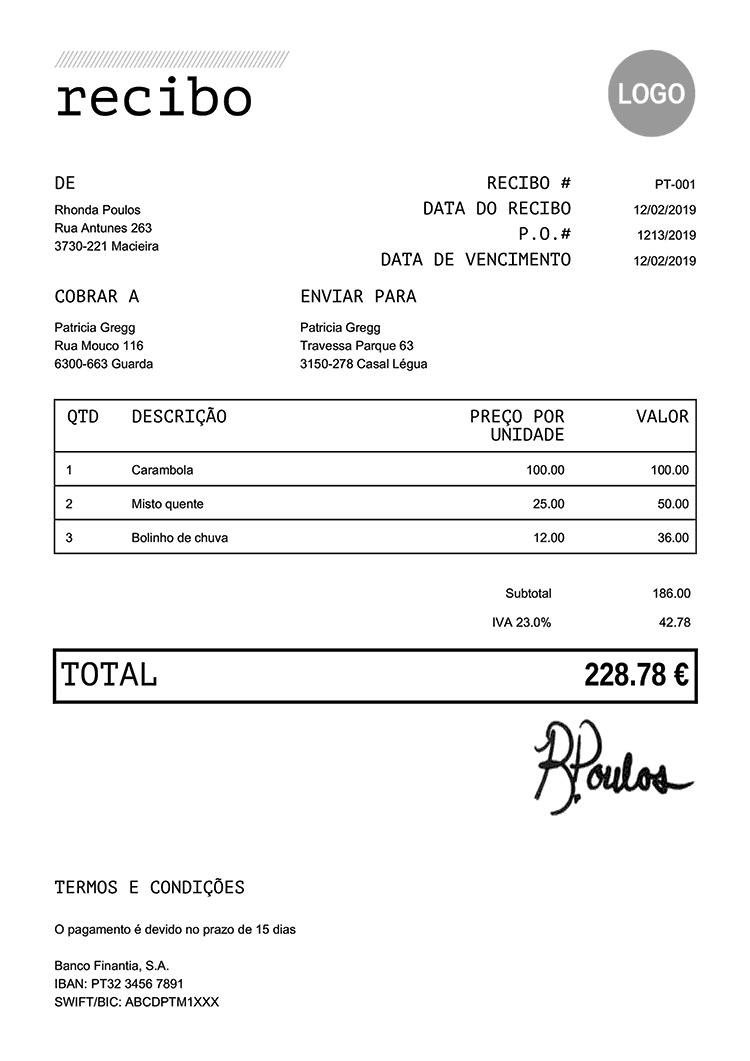 recibo
LOGO
DE
Rhonda Poulos
Rua Antunes 263
3730-221 Macieira
RECIBO # PT-001
DATA DO RECIBO 12/02/2019
P.O.# 1213/2019
DATA DE VENCIMENTO 12/02/2019
COBRAR A
Patricia Gregg
Rua Mouco 116
6300-663 Guarda
ENVIAR PARA
Patricia Gregg
Travessa Parque 63
3150-278 Casal Légua
QTD DESCRIÇÃO PREÇO POR UNIDADE VALOR
1 Carambola 100.00 100.00
2 Misto quente 25.00 50.00
3 Bolinho de chuva 12.00 36.00
Subtotal 186.00
IVA 23.0% 42.78
TOTAL 228.78 €
R.Poulos
TERMOS E CONDIÇÕES
O pagamento é devido no prazo de 15 dias
Banco Finantia, S.A.
IBAN: PT32 3456 7891
SWIFT/BIC: ABCDPTM1XXX